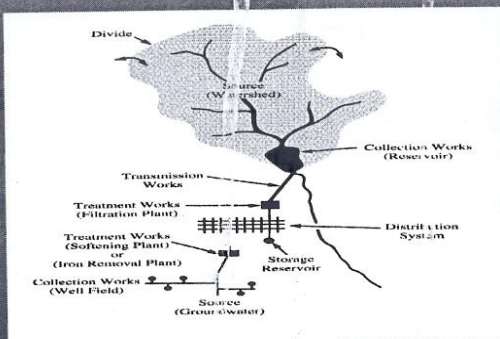 Divide
Source
(Watershed)
Collection Works
(Reservoir)
Transmission
Works
Treatment Works
(Filtration Plant)
Distribution
System
Treatment Works
(Softening Plant)
or
(Iron Removal Plant)
Storage
Reservoir
Collection Works
(Well Field)
Source
(Groundwater)